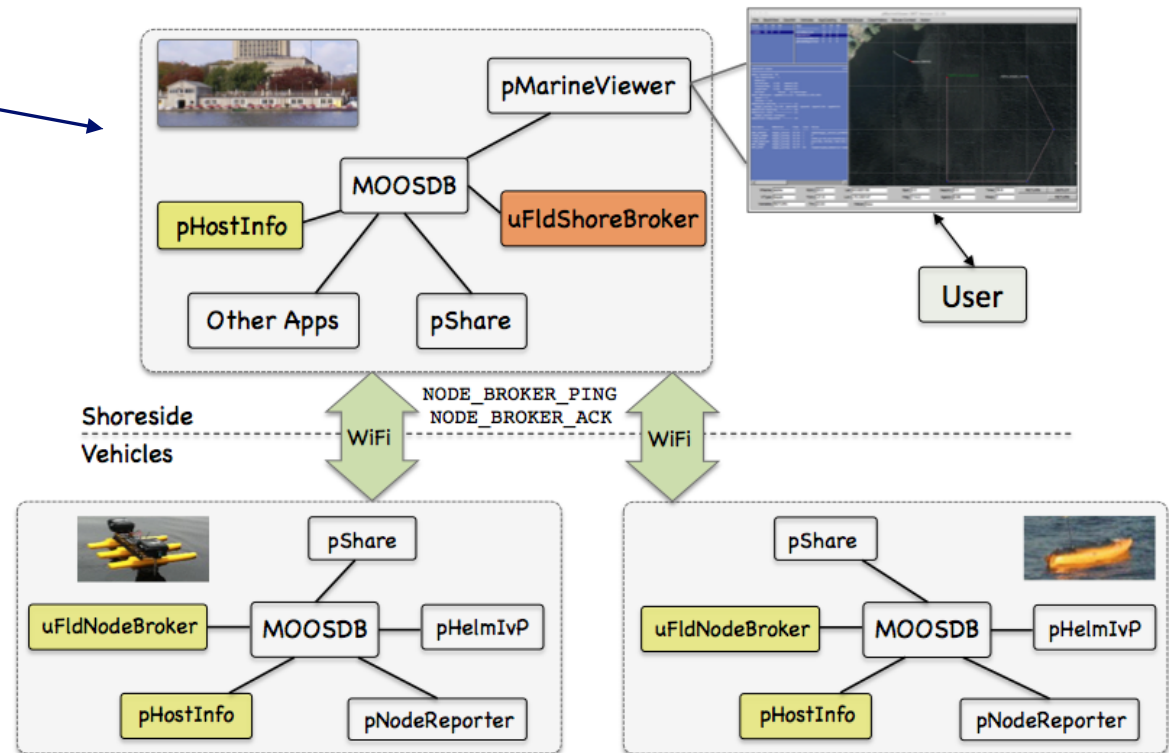 pMarineViewer
MOOSDB
pHostInfo
uFldShoreBroker
Other Apps
pShare
User
NODE_BROKER_PING
NODE_BROKER_ACK
Shoreside
WiFi
WiFi
Vehicles
pShare
uFldNodeBroker
MOOSDB
pHelmIvP
pHostInfo
pNodeReporter
pShare
uFldNodeBroker
MOOSDB
pHelmIvP
pHostInfo
pNodeReporter